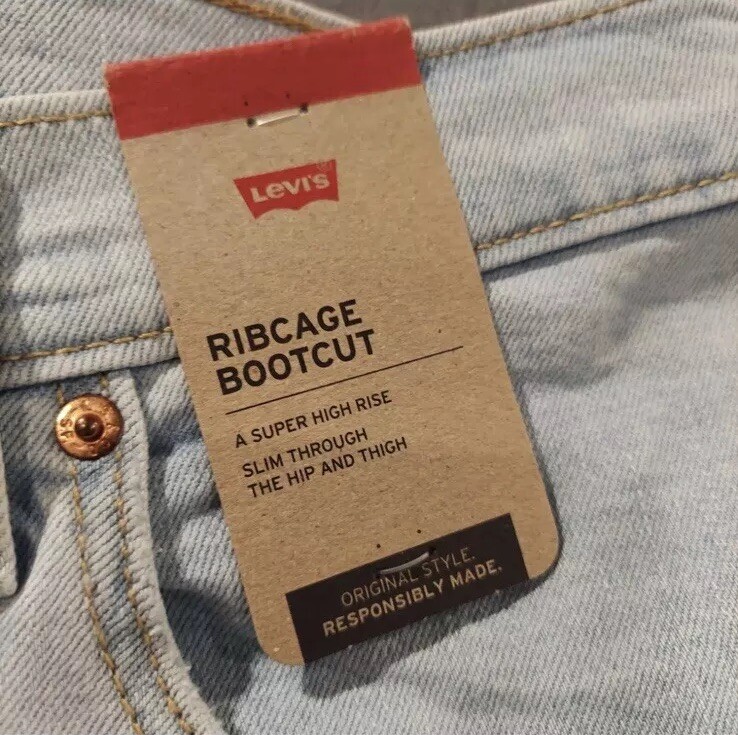 Levi's
RIBCAGE
BOOTCUT
A SUPER HIGH RISE
SLIM THROUGH
THE HIP AND THIGH
ORIGINAL STYLE.
RESPONSIBLY MADE.